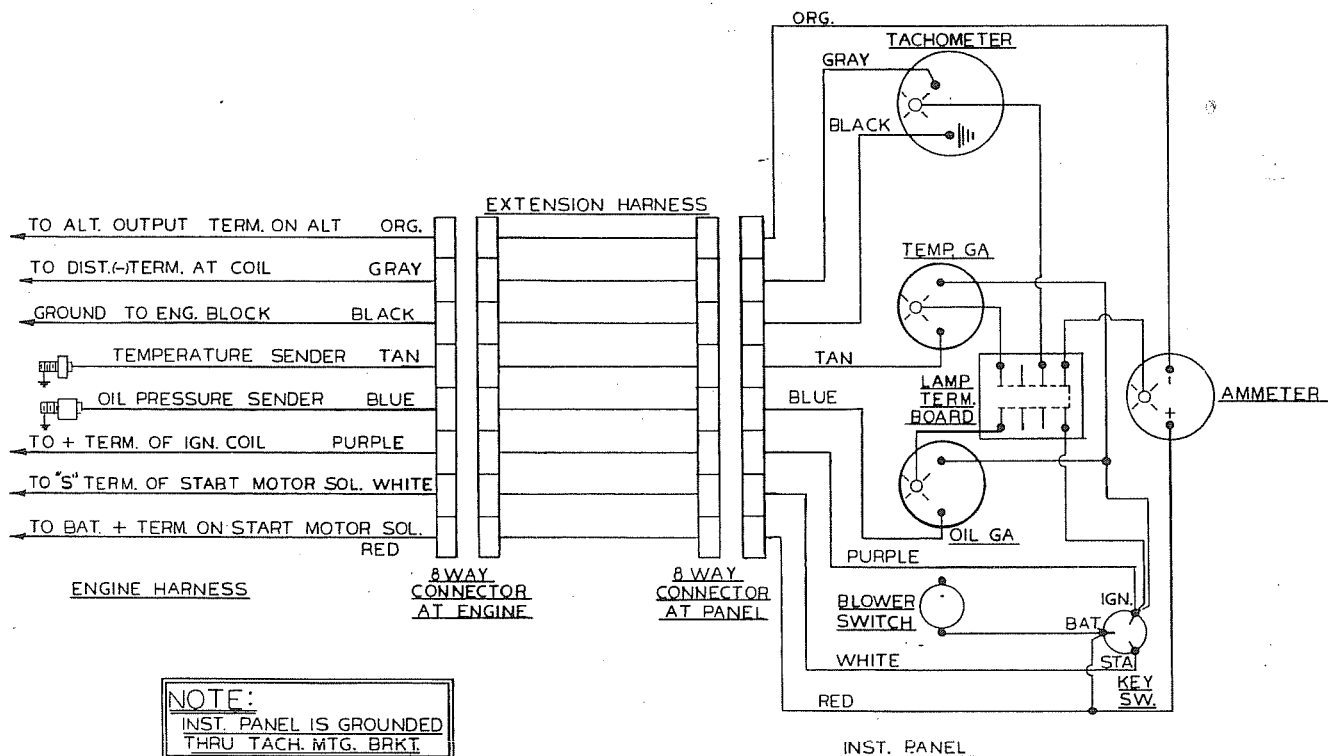 ORG.
TACHOMETER
GRAY
BLACK
EXTENSION HARNESS
TO ALT. OUTPUT TERM. ON ALT ORG.
TO DIST.(-)TERM. AT COIL GRAY
GROUND TO ENG. BLOCK BLACK
TEMPERATURE SENDER TAN
OIL PRESSURE SENDER BLUE
TO + TERM. OF IGN. COIL PURPLE
TO "S" TERM. OF START MOTOR SOL. WHITE
TO BAT. + TERM. ON START MOTOR SOL.
RED
ENGINE HARNESS
8 WAY
CONNECTOR
AT ENGINE
8 WAY
CONNECTOR
AT PANEL
TEMP. GA
TAN
BLUE
LAMP
TERM.
BOARD
-
+
AMMETER
OIL GA
PURPLE
BLOWER
SWITCH
IGN.
BAT.
STA.
KEY
SW.
WHITE
RED
NOTE:
INST. PANEL IS GROUNDED
THRU TACH. MTG. BRKT.
INST. PANEL